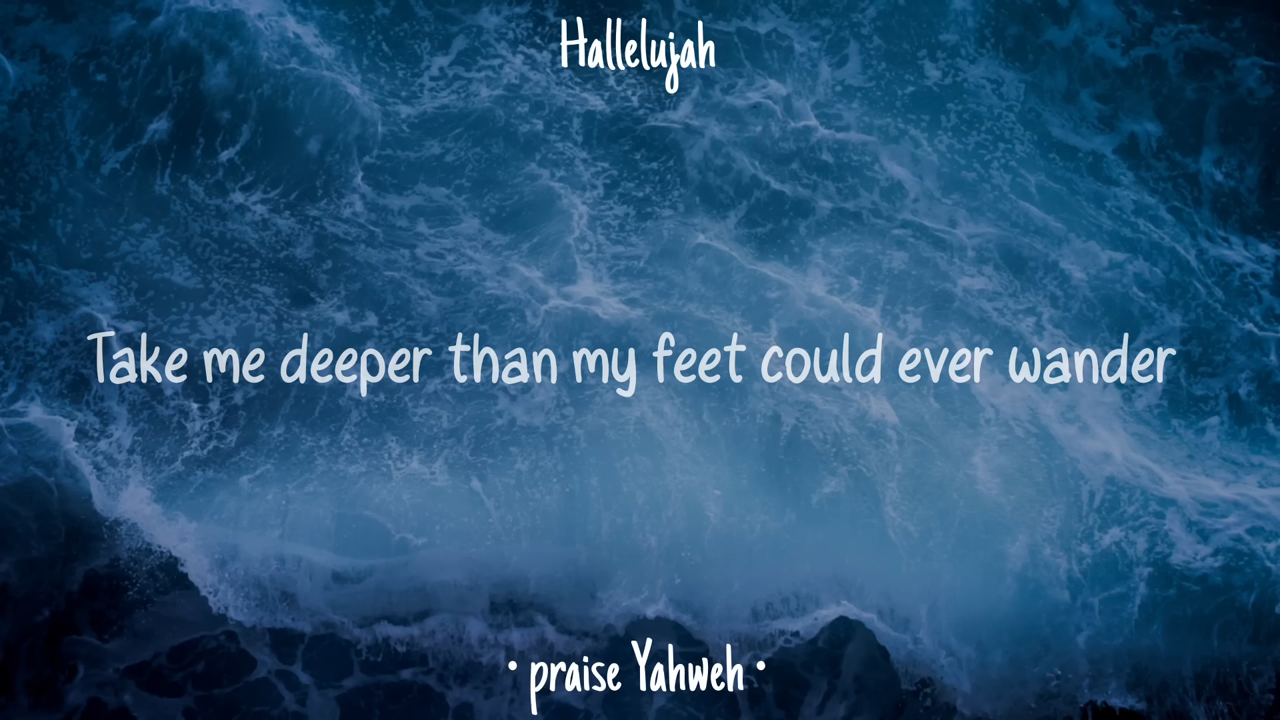 Hallelujah
Take me deeper than my feet could ever wander
• praise Yahweh •